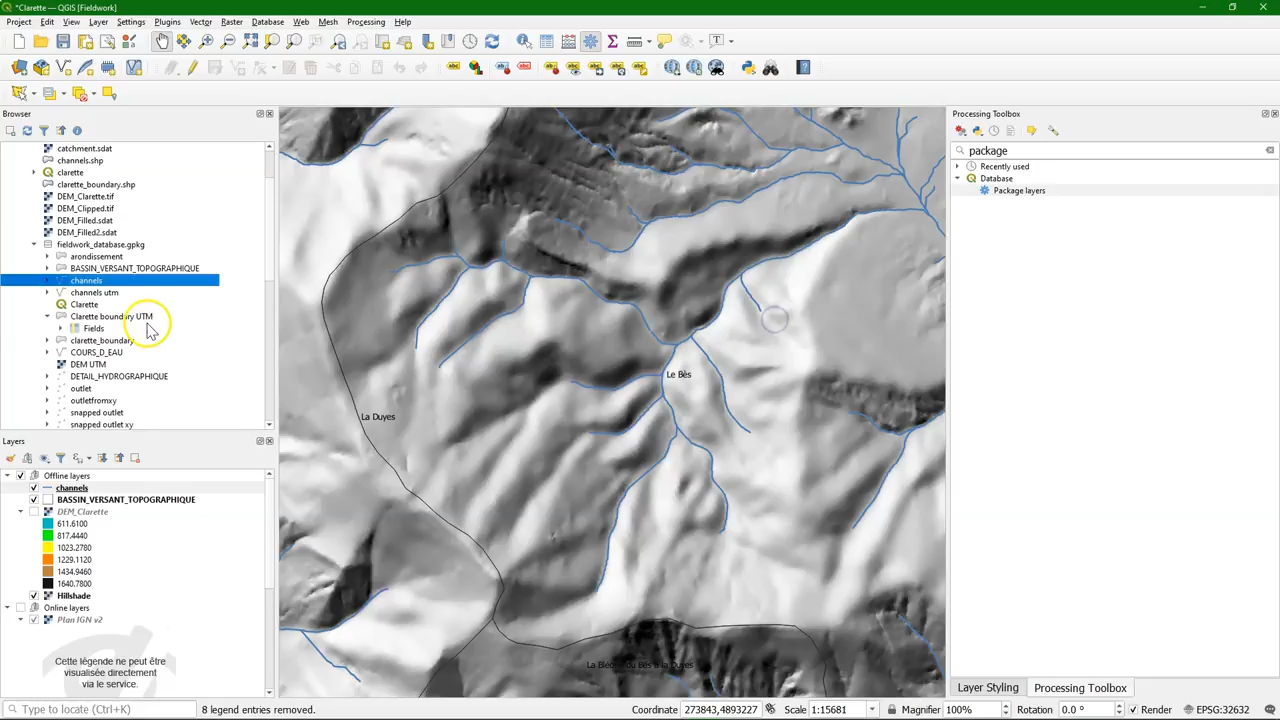 *Clarette — QGIS [Fieldwork]
Project Edit View Layer Settings Plugins Vector Raster Database Web Mesh Processing Help
Browser
catchment.sdat
channels.shp
clarette
clarette_boundary.shp
DEM_Clarette.tif
DEM_Clipped.tif
DEM_Filled.sdat
DEM_Filled2.sdat
fieldwork_database.gpkg
arondissement
BASSIN_VERSANT_TOPOGRAPHIQUE
channels
channels utm
Clarette
Clarette boundary UTM
Fields
clarette_boundary
COURS_D_EAU
DEM UTM
DETAIL_HYDROGRAPHIQUE
outlet
outletfromxy
snapped outlet
snapped outlet xy
Layers
Offline layers
channels
BASSIN_VERSANT_TOPOGRAPHIQUE
DEM_Clarette
611.6100
817.4440
1023.2780
1229.1120
1434.9460
1640.7800
Hillshade
Online layers
Plan IGN v2
Cette légende ne peut être
visualisée directement
via le service.
Le Bès
La Duyes
Processing Toolbox
package
Recently used
Database
Package layers
Layer Styling Processing Toolbox
Type to locate (Ctrl+K) 8 legend entries removed. Coordinate 273843,4893227 Scale 1:15681 Magnifier 100% Rotation 0.0 ° Render EPSG:32632